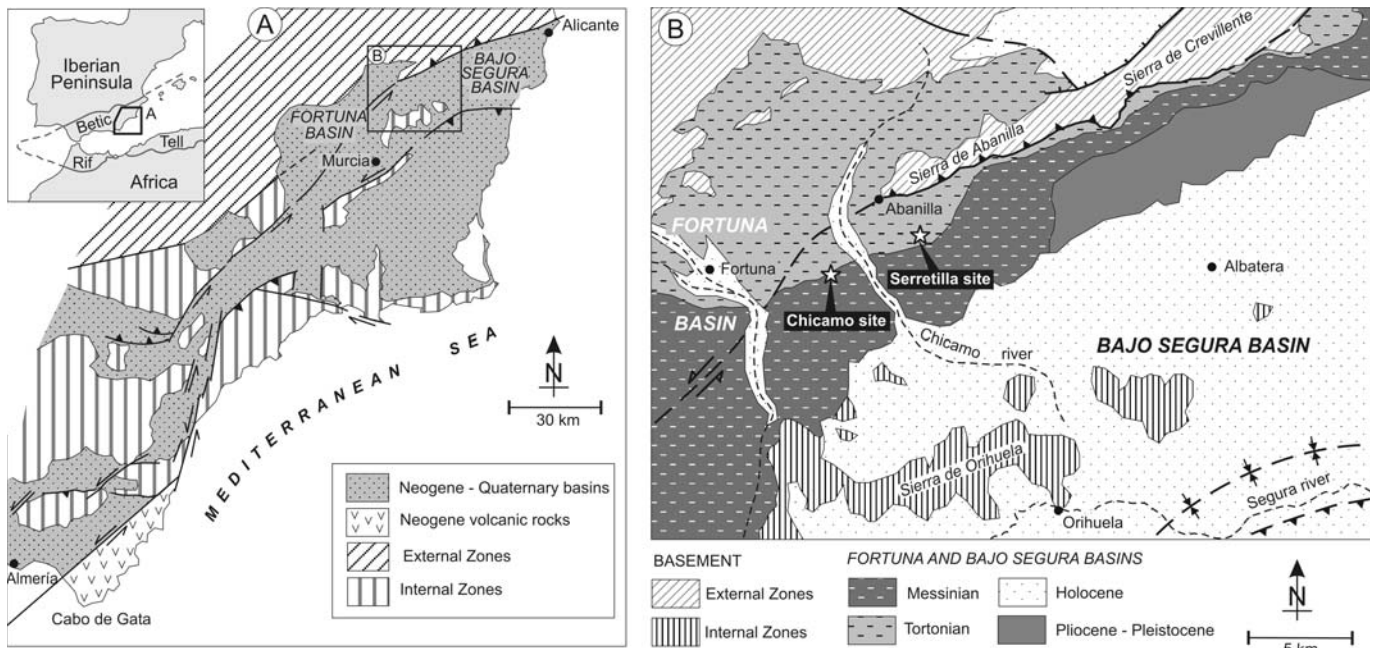 A
Iberian
Peninsula
Betic
A
Rif
Tell
Africa
Alicante
B
BAJO
SEGURA
BASIN
FORTUNA
BASIN
Murcia
MEDITERRANEAN SEA
N
30 km
Almería
Cabo de Gata
Neogene - Quaternary basins
Neogene volcanic rocks
External Zones
Internal Zones
B
Sierra de Crevillente
Sierra de Abanilla
Abanilla
FORTUNA
Fortuna
Serretilla site
Albatera
BASIN
Chicamo site
Chicamo river
BAJO SEGURA BASIN
Sierra de Orihuela
Segura river
Orihuela
BASEMENT
External Zones
Internal Zones
FORTUNA AND BAJO SEGURA BASINS
Messinian
Holocene
Tortonian
Pliocene - Pleistocene
N
5 km